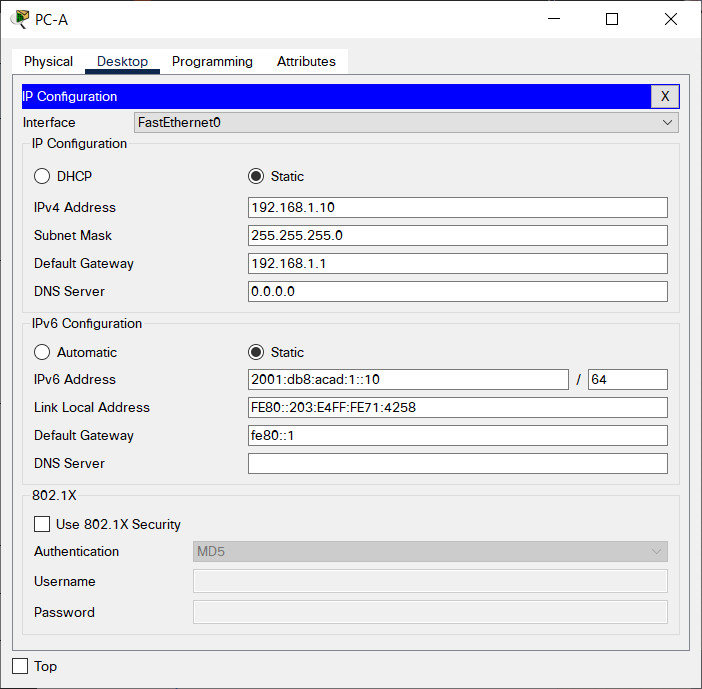 PC-A
Physical Desktop Programming Attributes
IP Configuration X
Interface FastEthernet0
IP Configuration
DHCP Static
IPv4 Address 192.168.1.10
Subnet Mask 255.255.255.0
Default Gateway 192.168.1.1
DNS Server 0.0.0.0
IPv6 Configuration
Automatic Static
IPv6 Address 2001:db8:acad:1::10 / 64
Link Local Address FE80::203:E4FF:FE71:4258
Default Gateway fe80::1
DNS Server
802.1X
Use 802.1X Security
Authentication MD5
Username
Password
Top